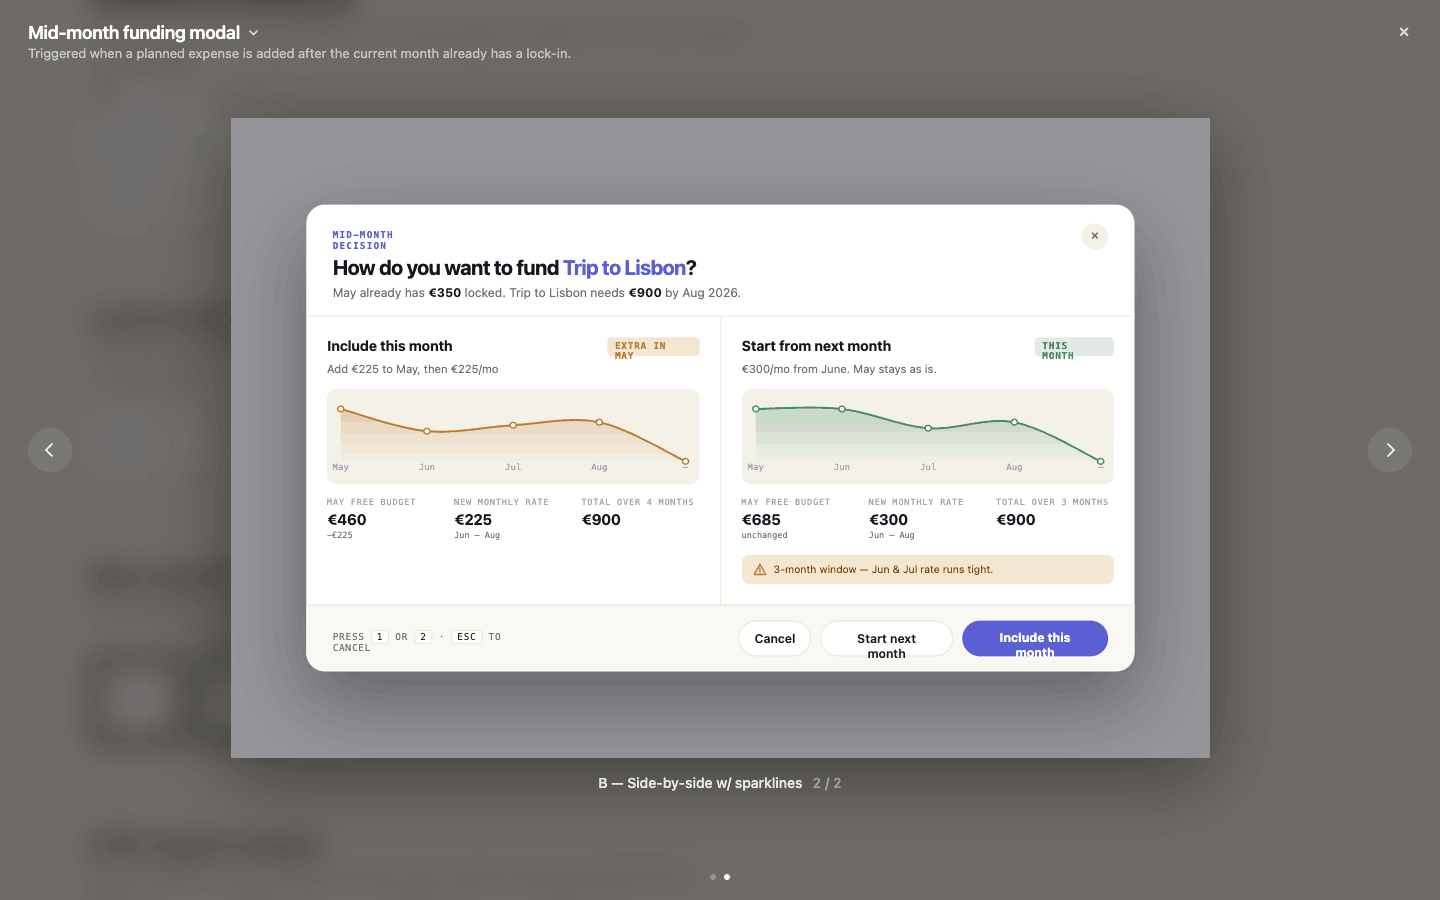 Mid-month funding modal
Triggered when a planned expense is added after the current month already has a lock-in.
MID-MONTH
DECISION
How do you want to fund Trip to Lisbon?
May already has €350 locked. Trip to Lisbon needs €900 by Aug 2026.
Include this month
EXTRA IN
MAY
Add €225 to May, then €225/mo
May Jun Jul Aug —
MAY FREE BUDGET NEW MONTHLY RATE TOTAL OVER 4 MONTHS
€460 €225 €900
−€225 Jun – Aug
Start from next month
THIS
MONTH
€300/mo from June. May stays as is.
May Jun Jul Aug —
MAY FREE BUDGET NEW MONTHLY RATE TOTAL OVER 3 MONTHS
€685 €300 €900
unchanged Jun – Aug
3-month window — Jun & Jul rate runs tight.
PRESS 1 OR 2 · ESC TO
CANCEL
Cancel
Start next
month
Include this
month
B — Side-by-side w/ sparklines 2 / 2